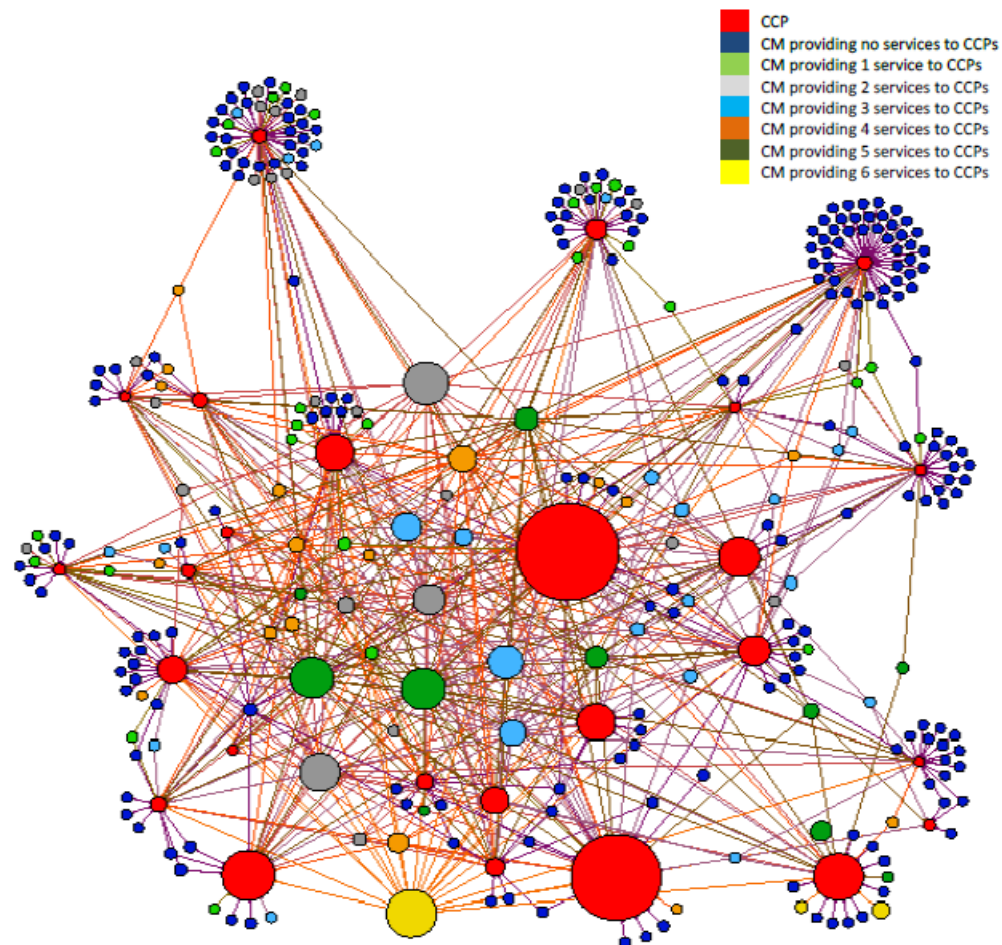 CCP
CM providing no services to CCPs
CM providing 1 service to CCPs
CM providing 2 services to CCPs
CM providing 3 services to CCPs
CM providing 4 services to CCPs
CM providing 5 services to CCPs
CM providing 6 services to CCPs